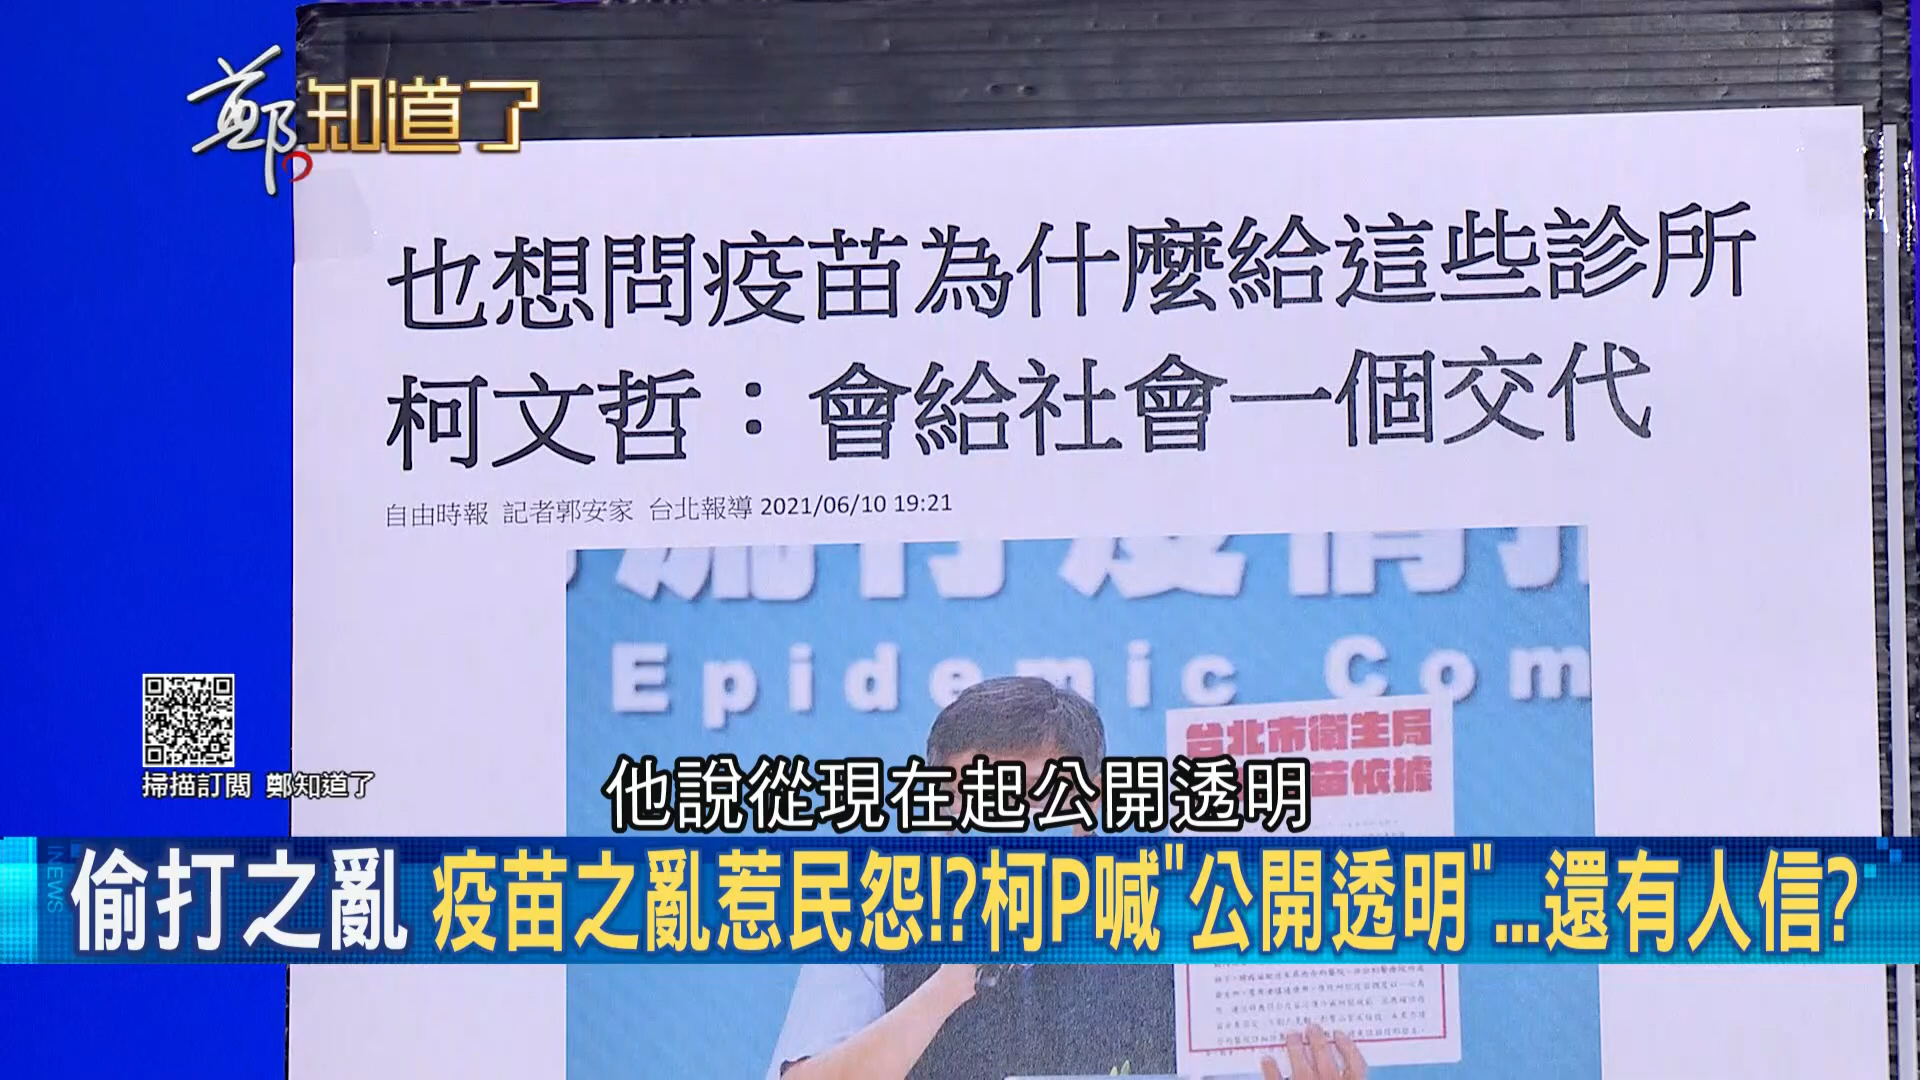 鄭知道了
也想問疫苗為什麼給這些診所
柯文哲：會給社會一個交代
自由時報 記者郭安家 台北報導 2021/06/10 19:21
Epidemic Com
台北市衛生局
苗依據
掃描訂閱 鄭知道了
他說從現在起公開透明
IN NEWS
偷打之亂 疫苗之亂惹民怨!?柯P喊"公開透明"...還有人信?